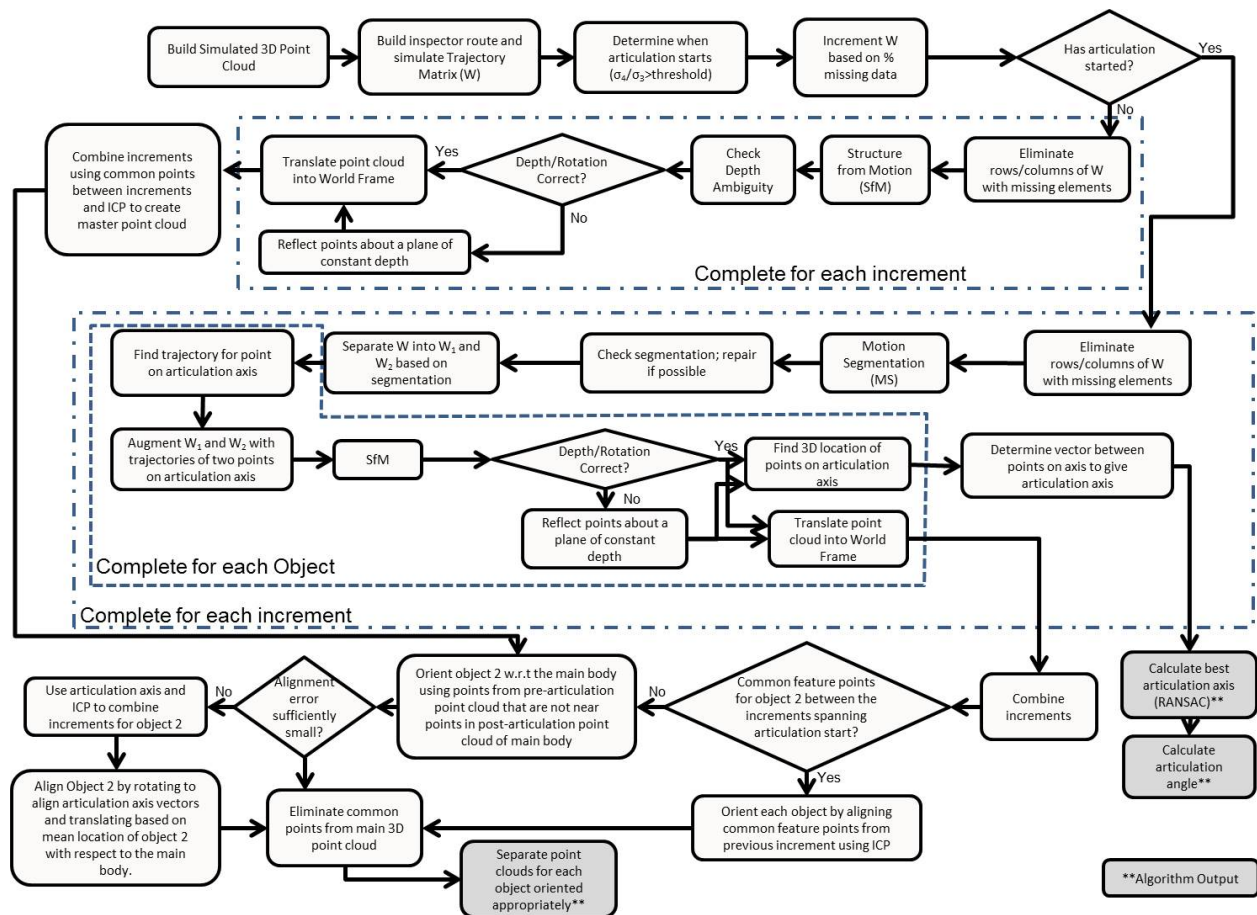 Build Simulated 3D Point
Cloud
Build inspector route and
simulate Trajectory
Matrix (W)
Determine when
articulation starts
(σ₄/σ₃>threshold)
Increment W
based on %
missing data
Has articulation
started?
Yes
No
Combine increments
using common points
between increments
and ICP to create
master point cloud
Translate point cloud
into World Frame
Yes
Depth/Rotation
Correct?
Check
Depth
Ambiguity
Structure
from Motion
(SfM)
Eliminate
rows/columns of W
with missing elements
No
Reflect points about a plane of
constant depth
Complete for each increment
Find trajectory for point
on articulation axis
Separate W into W₁ and
W₂ based on
segmentation
Check segmentation; repair
if possible
Motion
Segmentation
(MS)
Eliminate
rows/columns of W
with missing elements
Augment W₁ and W₂ with
trajectories of two points
on articulation axis
SfM
Depth/Rotation
Correct?
Yes
Find 3D location of
points on articulation
axis
Determine vector between
points on axis to give
articulation axis
No
Reflect points about a
plane of constant
depth
Translate point
cloud into World
Frame
Complete for each Object
Complete for each increment
Use articulation axis and
ICP to combine
increments for object 2
No
Alignment
error
sufficiently
small?
Orient object 2 w.r.t the main body
using points from pre-articulation
point cloud that are not near
points in post-articulation point
cloud of main body
No
Common feature points
for object 2 between the
increments spanning
articulation start?
Combine
increments
Calculate best
articulation axis
(RANSAC)**
Calculate
articulation
angle**
Yes
Align Object 2 by rotating to
align articulation axis vectors
and translating based on
mean location of object 2
with respect to the main
body.
Eliminate common
points from main 3D
point cloud
Orient each object by aligning
common feature points from
previous increment using ICP
Separate point
clouds for each
object oriented
appropriately**
**Algorithm Output